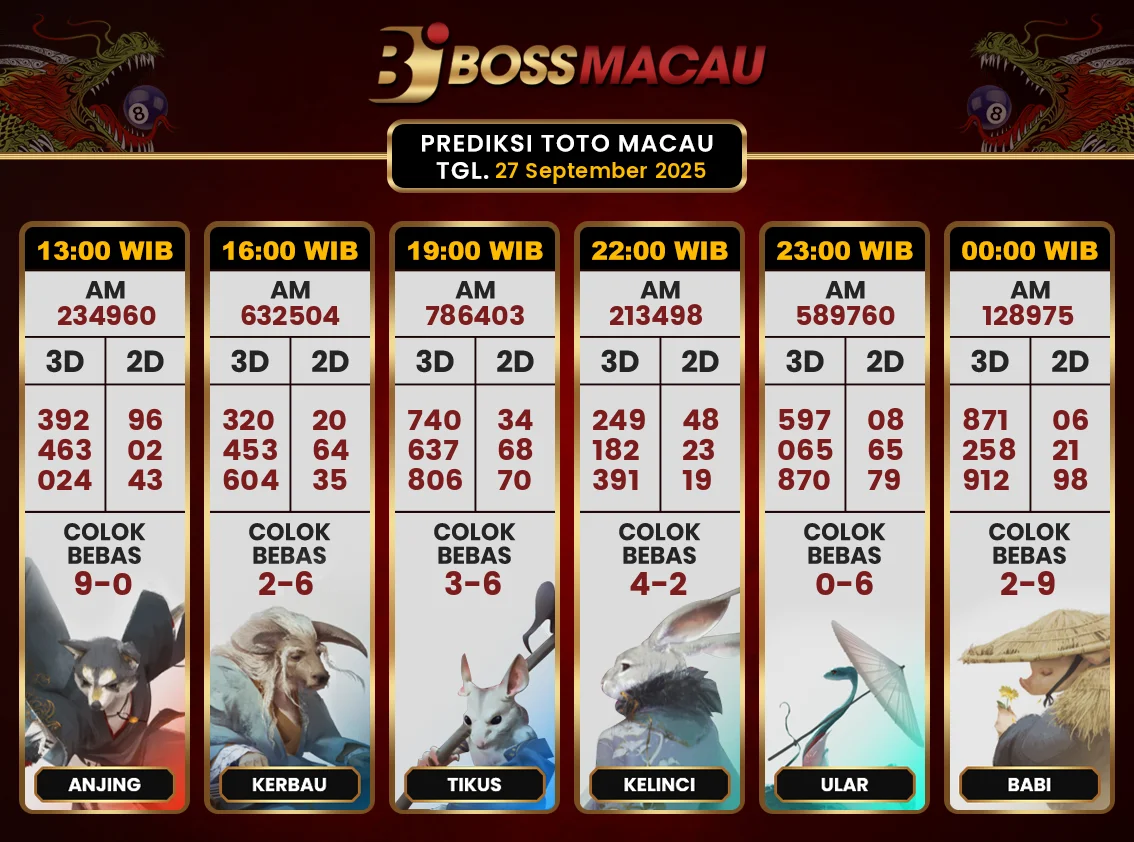 BOSSMACAU
PREDIKSI TOTO MACAU
TGL. 27 September 2025
13:00 WIB
AM
234960
3D 2D
392 96
463 02
024 43
COLOK
BEBAS
9-0
ANJING
16:00 WIB
AM
632504
3D 2D
320 20
453 64
604 35
COLOK
BEBAS
2-6
KERBAU
19:00 WIB
AM
786403
3D 2D
740 34
637 68
806 70
COLOK
BEBAS
3-6
TIKUS
22:00 WIB
AM
213498
3D 2D
249 48
182 23
391 19
COLOK
BEBAS
4-2
KELINCI
23:00 WIB
AM
589760
3D 2D
597 08
065 65
870 79
COLOK
BEBAS
0-6
ULAR
00:00 WIB
AM
128975
3D 2D
871 06
258 21
912 98
COLOK
BEBAS
2-9
BABI
8
8